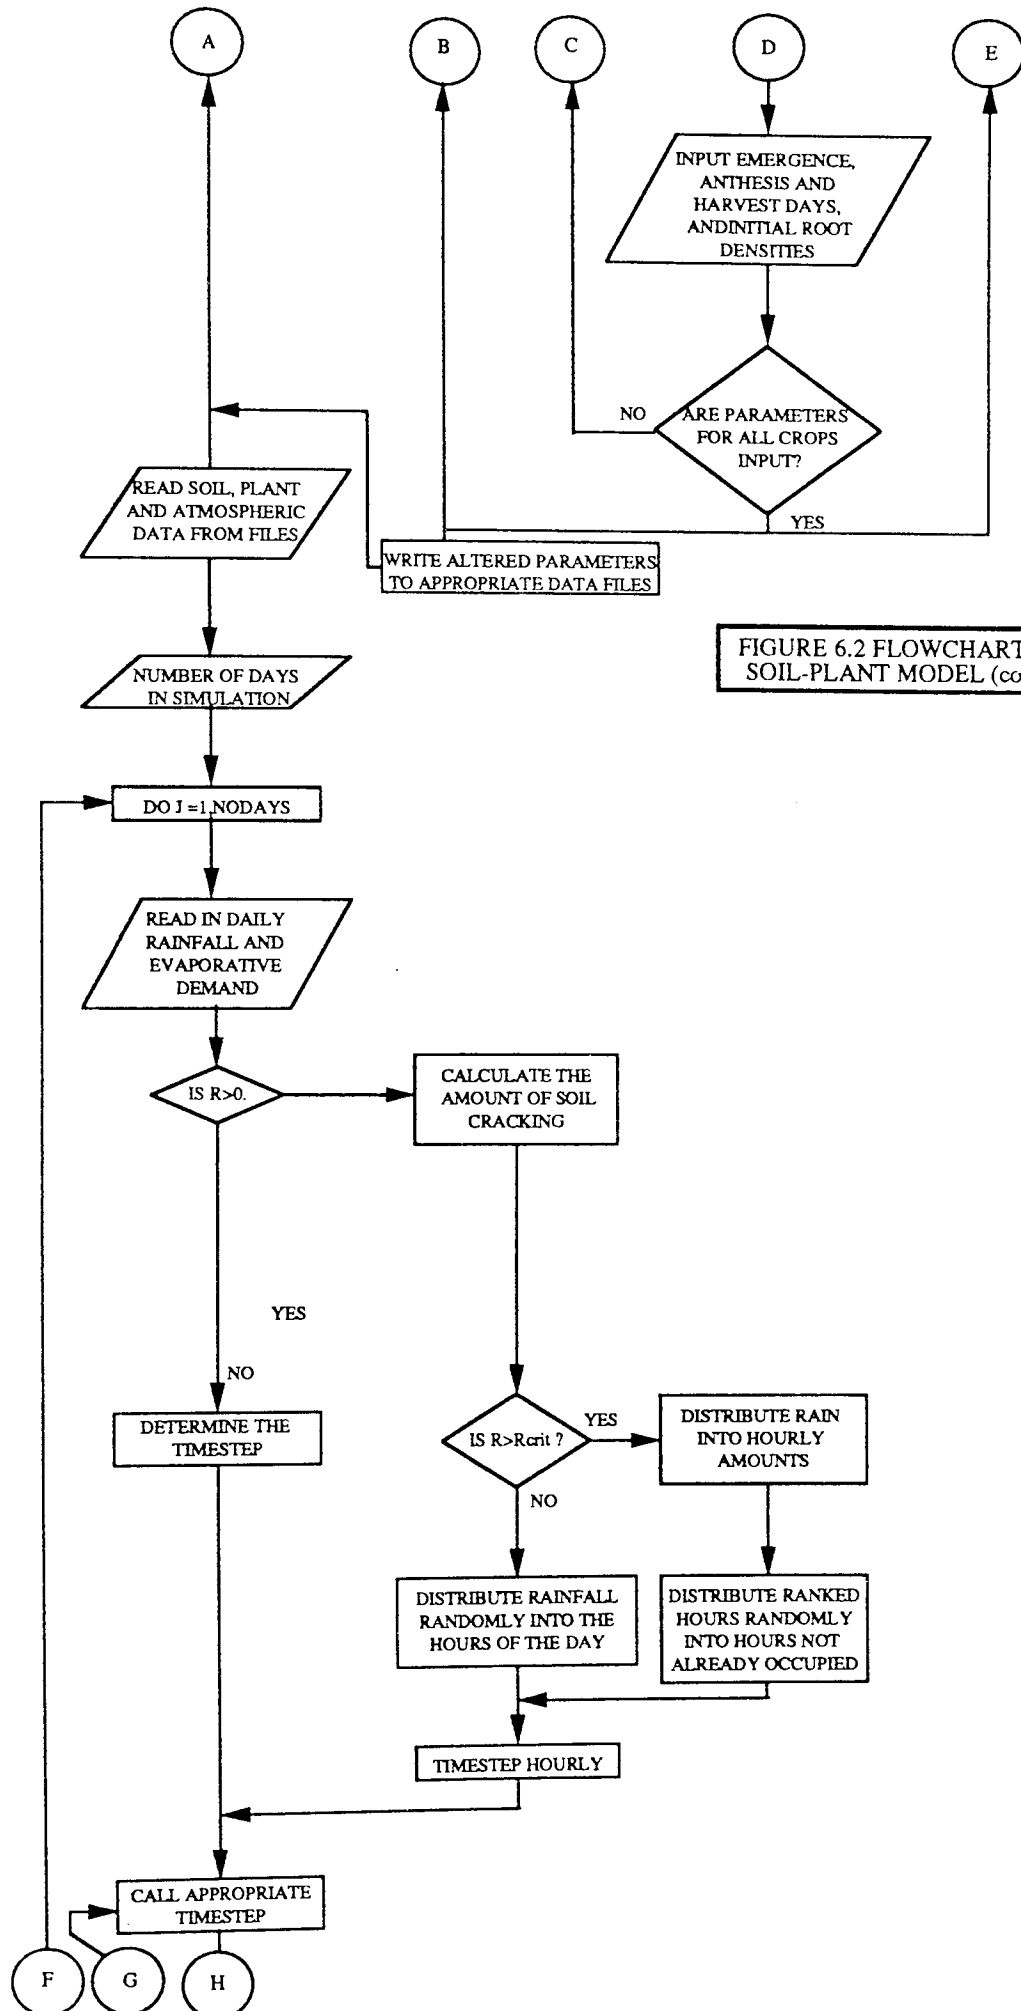 A
B
C
D
E
INPUT EMERGENCE,
ANTHESIS AND
HARVEST DAYS,
ANDINITIAL ROOT
DENSITIES
NO
ARE PARAMETERS
FOR ALL CROPS
INPUT?
YES
READ SOIL, PLANT
AND ATMOSPHERIC
DATA FROM FILES
WRITE ALTERED PARAMETERS
TO APPROPRIATE DATA FILES
FIGURE 6.2 FLOWCHART
SOIL-PLANT MODEL (co
NUMBER OF DAYS
IN SIMULATION
DO J =1,NODAYS
READ IN DAILY
RAINFALL AND
EVAPORATIVE
DEMAND
IS R>0.
CALCULATE THE
AMOUNT OF SOIL
CRACKING
YES
NO
DETERMINE THE
TIMESTEP
IS R>Rcrit ?
YES
DISTRIBUTE RAIN
INTO HOURLY
AMOUNTS
NO
DISTRIBUTE RAINFALL
RANDOMLY INTO THE
HOURS OF THE DAY
DISTRIBUTE RANKED
HOURS RANDOMLY
INTO HOURS NOT
ALREADY OCCUPIED
TIMESTEP HOURLY
CALL APPROPRIATE
TIMESTEP
F
G
H